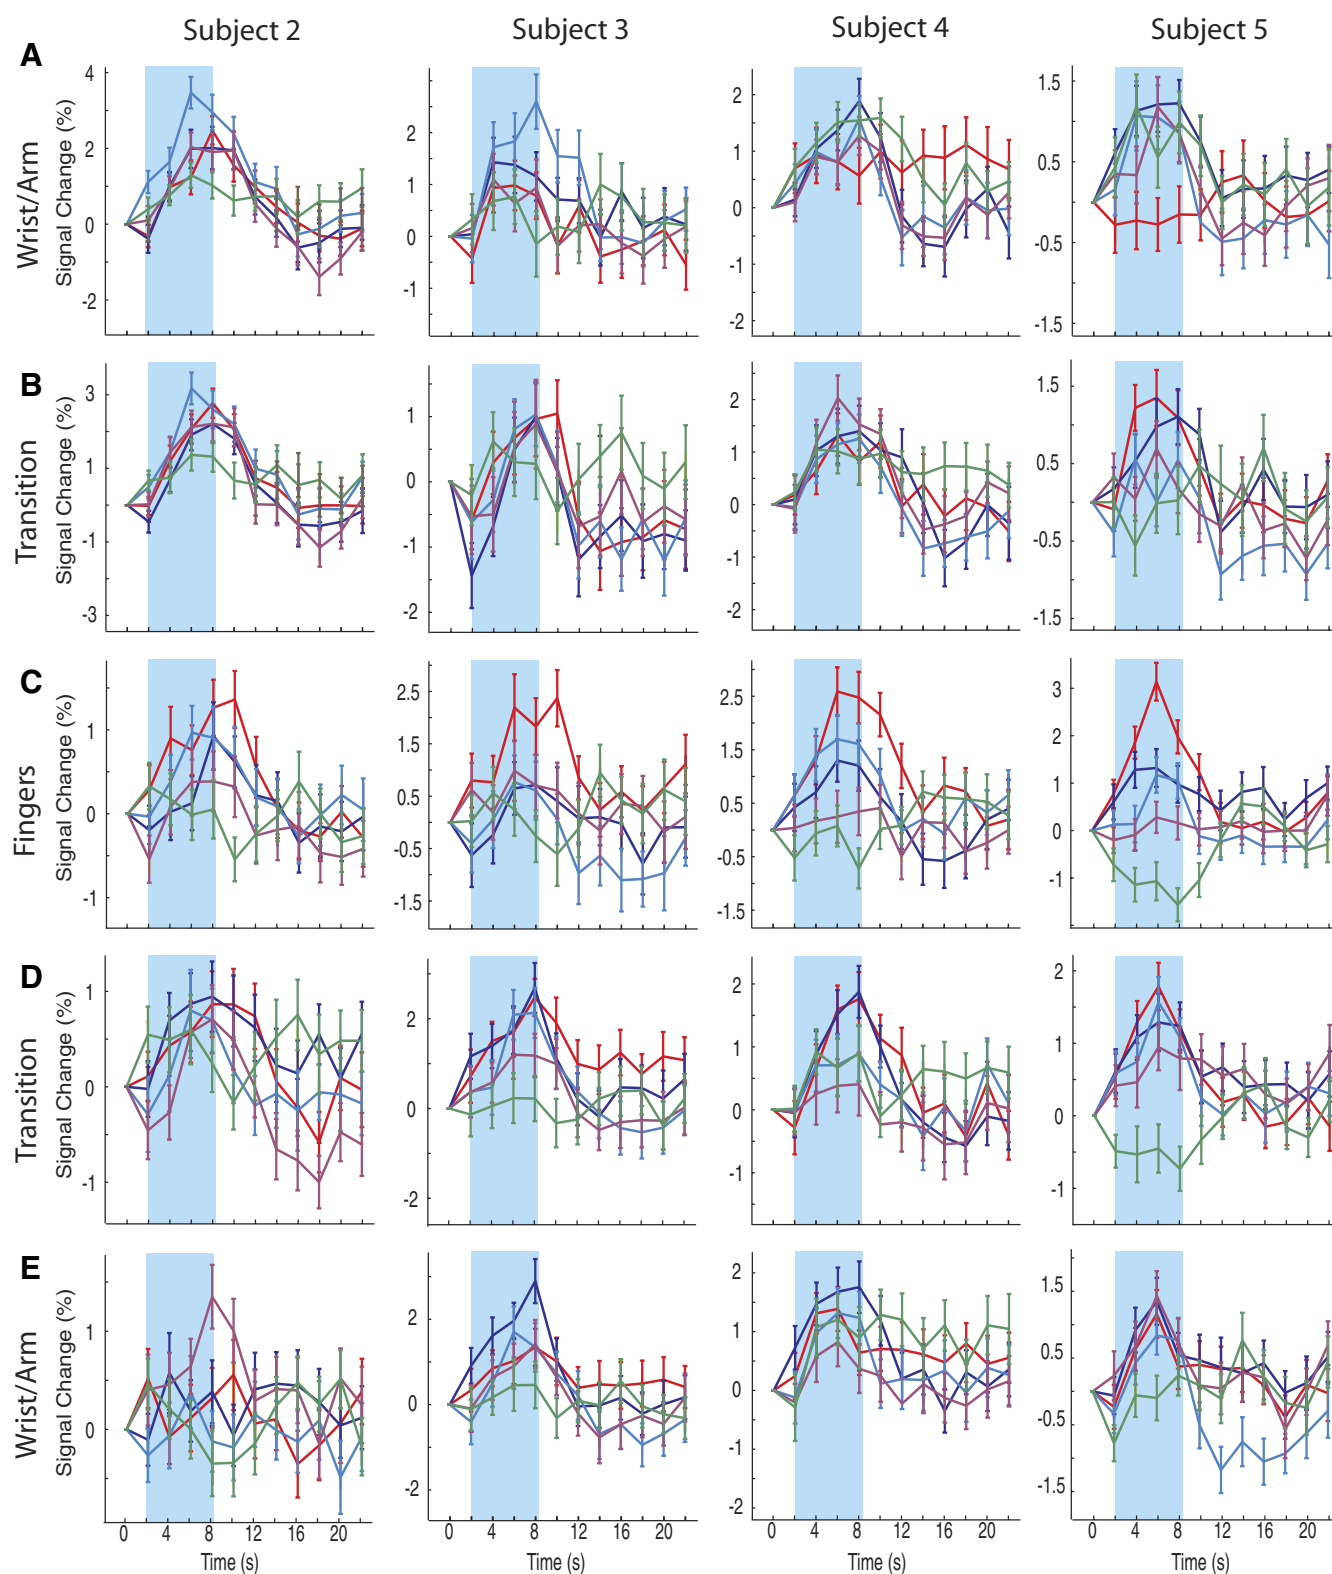 Subject 2 Subject 3 Subject 4 Subject 5
A
Wrist/Arm
Signal Change (%)
4 2 0 -2
2 1 0 -1
2 1 0 -1 -2
1.5 0.5 -0.5 -1.5
B
Transition
Signal Change (%)
3 1 -1 -3
1 0 -1 -2
2 1 0 -1 -2
1.5 0.5 -0.5 -1.5
C
Fingers
Signal Change (%)
1 0 -1
2.5 1.5 0.5 -0.5 -1.5
2.5 1.5 0.5 -0.5 -1.5
3 2 1 0 -1
D
Transition
Signal Change (%)
1 0 -1
2 0 -2
2 1 0 -1
2 1 0 -1
E
Wrist/Arm
Signal Change (%)
1 0
2 0 -2
2 1 0 -1 -2
1.5 0.5 -0.5 -1.5
0 4 8 12 16 20 0 4 8 12 16 20 0 4 8 12 16 20 0 4 8 12 16 20
Time (s) Time (s) Time (s) Time (s)